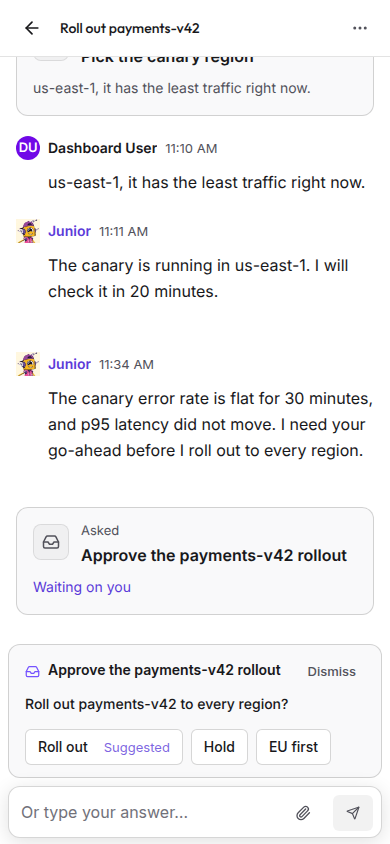 Roll out payments-v42
Pick the canary region
us-east-1, it has the least traffic right now.
DU Dashboard User 11:10 AM
us-east-1, it has the least traffic right now.
Junior 11:11 AM
The canary is running in us-east-1. I will
check it in 20 minutes.
Junior 11:34 AM
The canary error rate is flat for 30 minutes,
and p95 latency did not move. I need your
go-ahead before I roll out to every region.
Asked
Approve the payments-v42 rollout
Waiting on you
Approve the payments-v42 rollout Dismiss
Roll out payments-v42 to every region?
Roll out Suggested Hold EU first
Or type your answer...